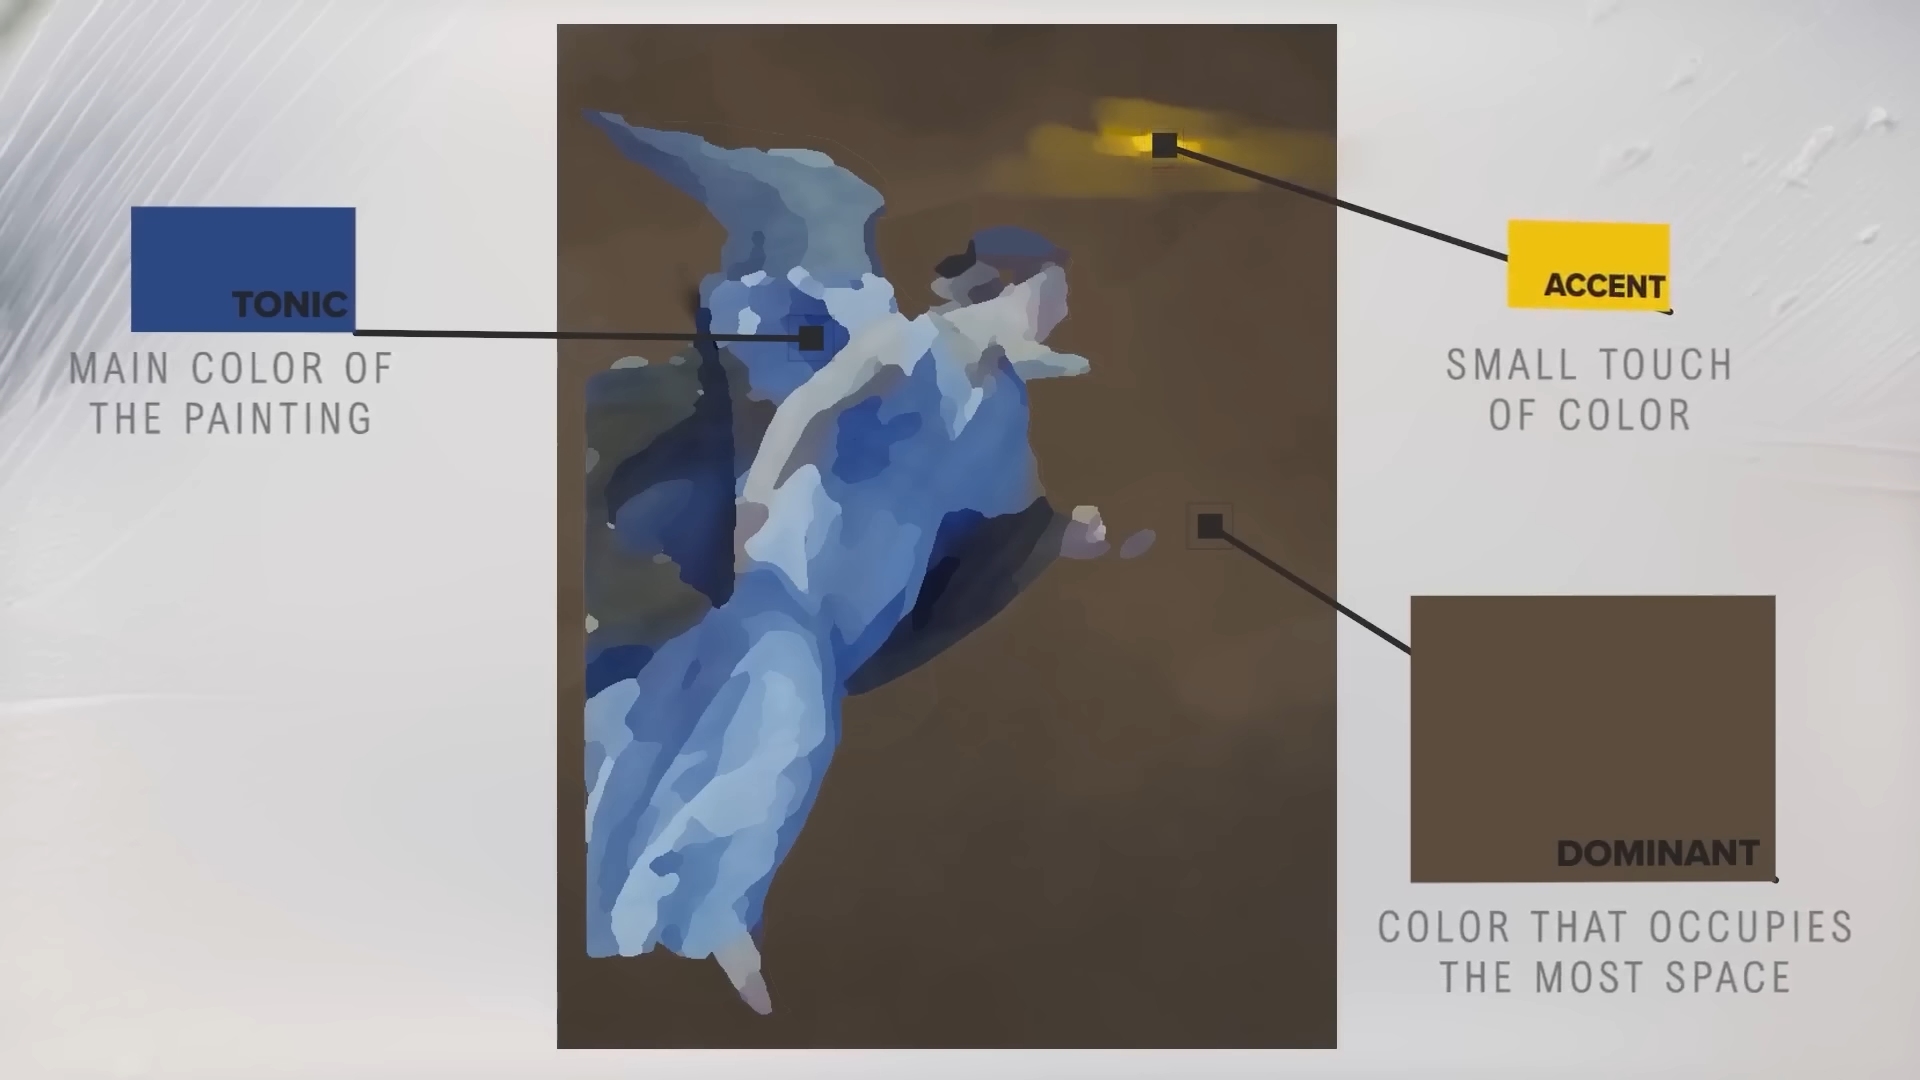 TONIC
MAIN COLOR OF
THE PAINTING
ACCENT
SMALL TOUCH
OF COLOR
DOMINANT
COLOR THAT OCCUPIES
THE MOST SPACE